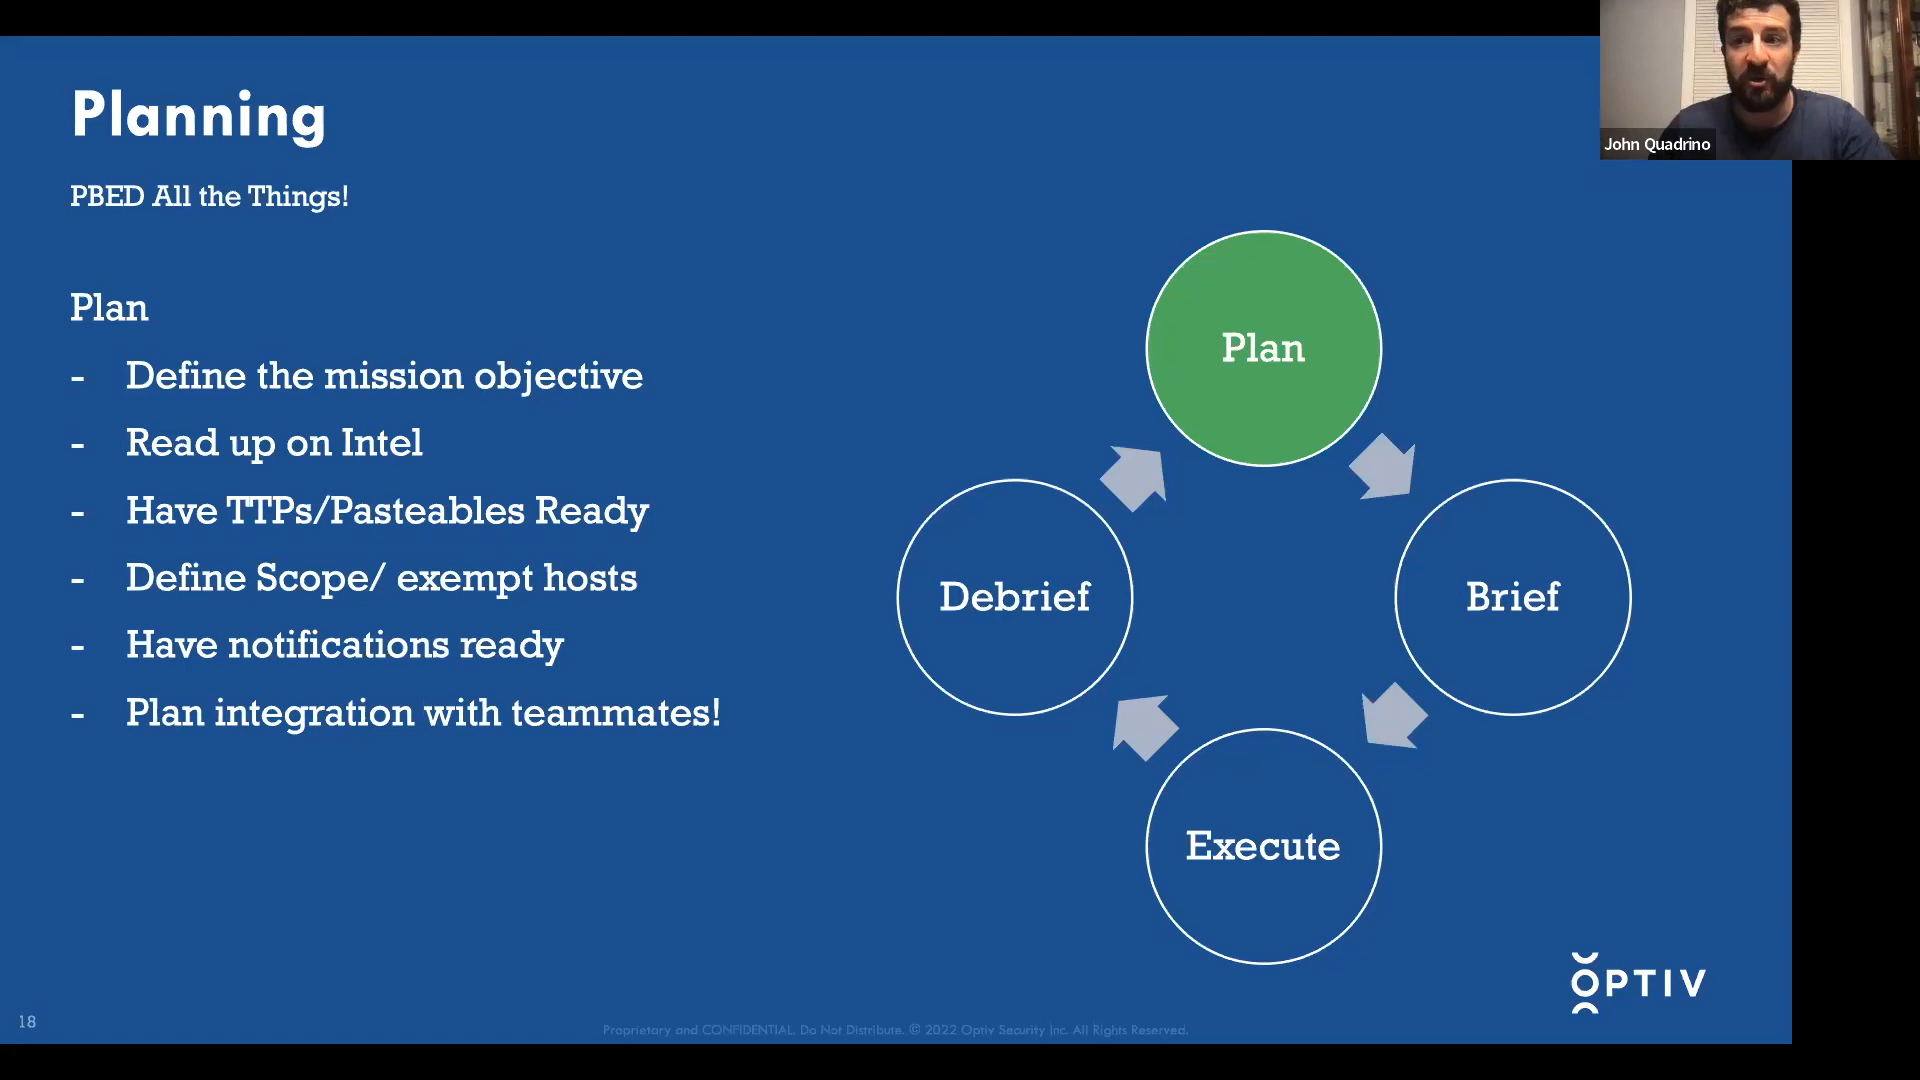 Planning
John Quadrino
PBED All the Things!
Plan
- Define the mission objective
- Read up on Intel
- Have TTPs/Pasteables Ready
- Define Scope/ exempt hosts
- Have notifications ready
- Plan integration with teammates!
Plan
Brief
Execute
Debrief
OPTIV
18
Proprietary and CONFIDENTIAL. Do Not Distribute. © 2022 Optiv Security Inc. All Rights Reserved.